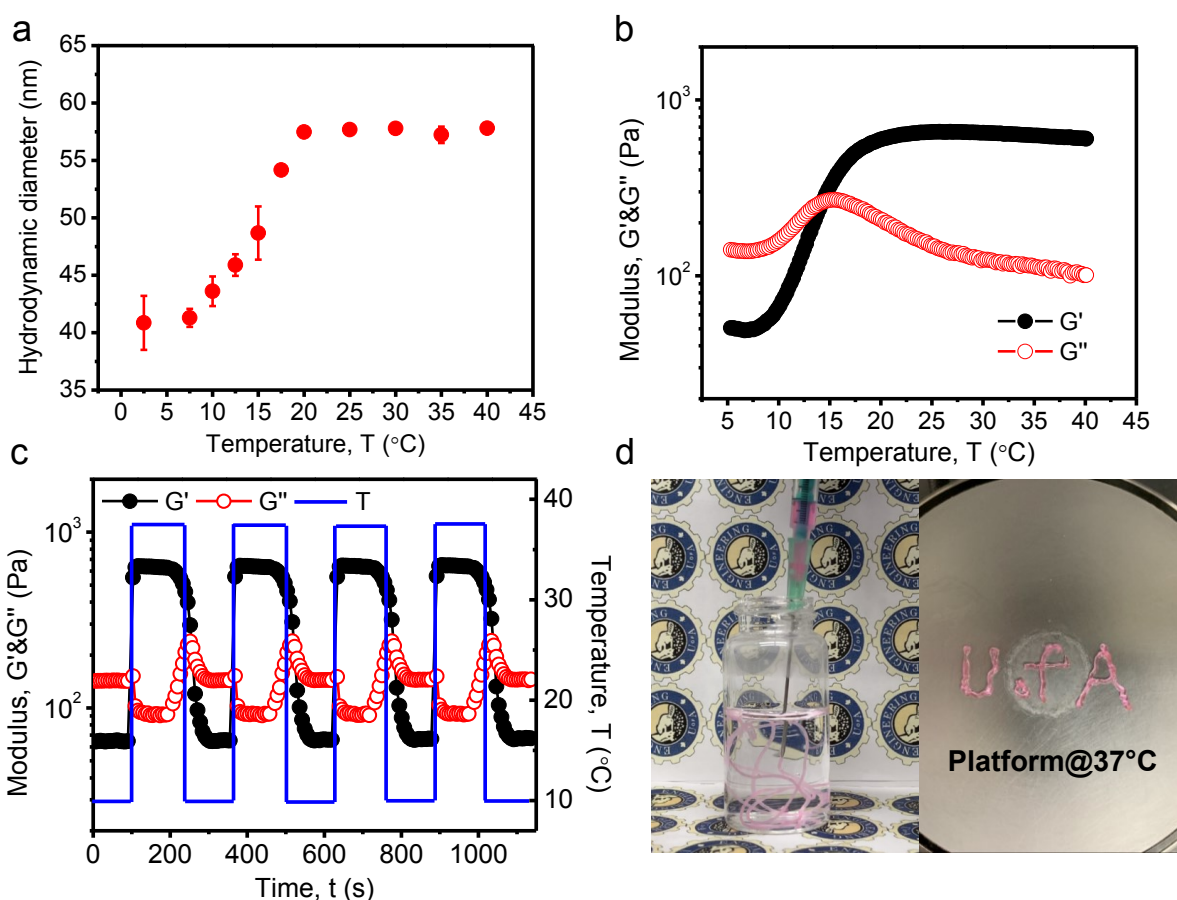 a
65
60
55
50
45
40
35
Hydrodynamic diameter (nm)
0 5 10 15 20 25 30 35 40 45
Temperature, T (°C)
b
10³
10²
Modulus, G'&G'' (Pa)
G'
G''
5 10 15 20 25 30 35 40 45
Temperature, T (°C)
c
G' G'' T
10³
10²
Modulus, G'&G'' (Pa)
40
30
20
10
Temperature, T (°C)
0 200 400 600 800 1000
Time, t (s)
d
ENGINEERING
UofA
UofA
Platform@37°C